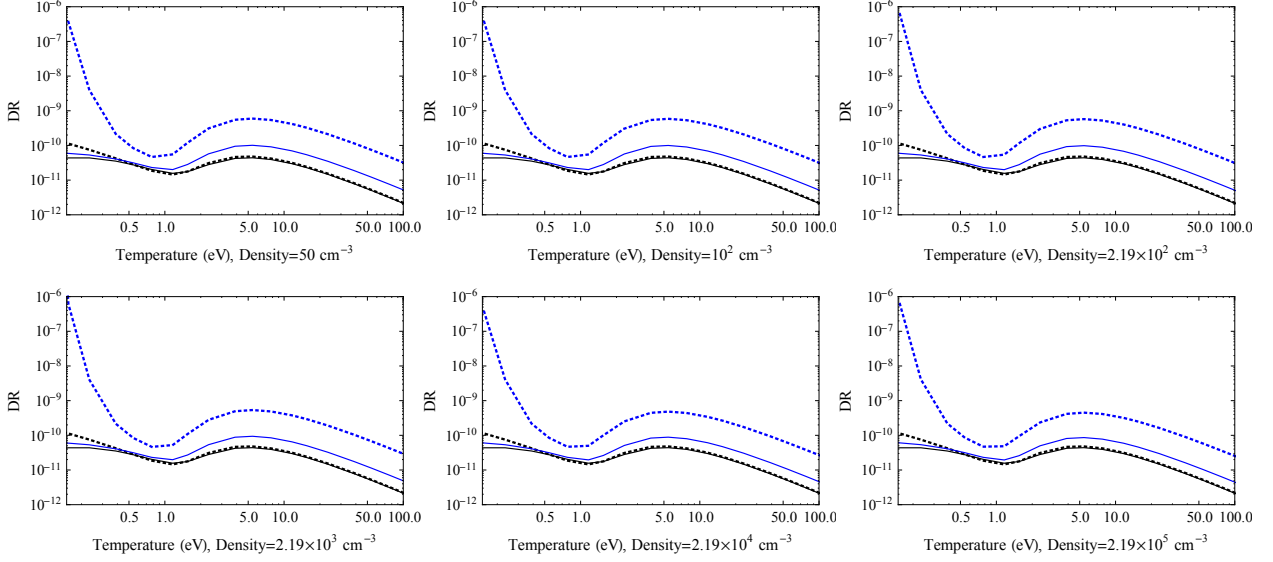 10⁻⁶ 10⁻⁶ 10⁻⁶
10⁻⁷ 10⁻⁷ 10⁻⁷
10⁻⁸ 10⁻⁸ 10⁻⁸
DR 10⁻⁹ DR 10⁻⁹ DR 10⁻⁹
10⁻¹⁰ 10⁻¹⁰ 10⁻¹⁰
10⁻¹¹ 10⁻¹¹ 10⁻¹¹
10⁻¹² 10⁻¹² 10⁻¹²
0.5 1.0 5.0 10.0 50.0 100.0 0.5 1.0 5.0 10.0 50.0 100.0 0.5 1.0 5.0 10.0 50.0 100.0
Temperature (eV), Density=50 cm⁻³ Temperature (eV), Density=10² cm⁻³ Temperature (eV), Density=2.19×10² cm⁻³
10⁻⁶ 10⁻⁶ 10⁻⁶
10⁻⁷ 10⁻⁷ 10⁻⁷
10⁻⁸ 10⁻⁸ 10⁻⁸
DR 10⁻⁹ DR 10⁻⁹ DR 10⁻⁹
10⁻¹⁰ 10⁻¹⁰ 10⁻¹⁰
10⁻¹¹ 10⁻¹¹ 10⁻¹¹
10⁻¹² 10⁻¹² 10⁻¹²
0.5 1.0 5.0 10.0 50.0 100.0 0.5 1.0 5.0 10.0 50.0 100.0 0.5 1.0 5.0 10.0 50.0 100.0
Temperature (eV), Density=2.19×10³ cm⁻³ Temperature (eV), Density=2.19×10⁴ cm⁻³ Temperature (eV), Density=2.19×10⁵ cm⁻³